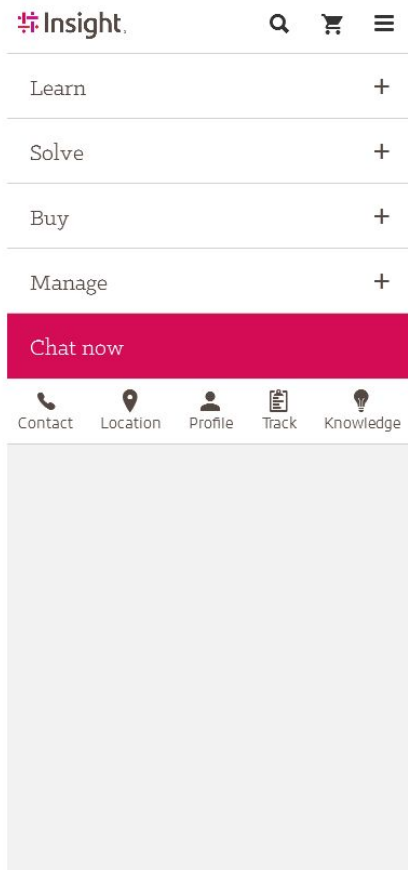 Insight.
Learn
Solve
Buy
Manage
Chat now
Contact Location Profile Track Knowledge